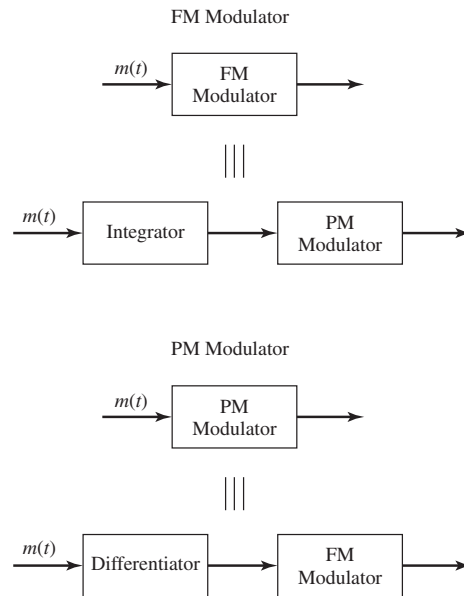 FM Modulator
m(t)
FM
Modulator
m(t)
Integrator
PM
Modulator
PM Modulator
m(t)
PM
Modulator
m(t)
Differentiator
FM
Modulator